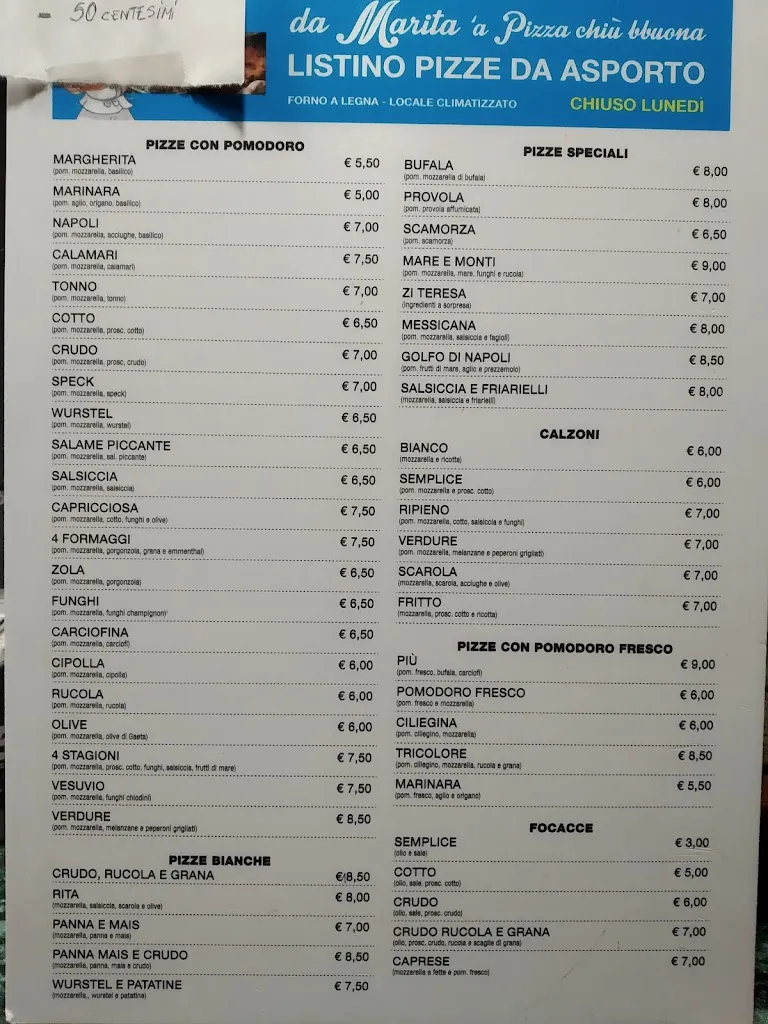 - 50 CENTESIMI
da Marita 'a Pizza chiù bbuona
LISTINO PIZZE DA ASPORTO
FORNO A LEGNA - LOCALE CLIMATIZZATO CHIUSO LUNEDÍ
PIZZE CON POMODORO
MARGHERITA € 5,50
(pom. mozzarella, basilico)
MARINARA € 5,00
(pom. aglio, origano, basilico)
NAPOLI € 7,00
(pom. mozzarella, acciughe, basilico)
CALAMARI € 7,50
(pom. mozzarella, calamari)
TONNO € 7,00
(pom. mozzarella, tonno)
COTTO € 6,50
(pom. mozzarella, prosc. cotto)
CRUDO € 7,00
(pom. mozzarella, prosc, crudo)
SPECK € 7,00
(pom. mozzarella, speck)
WURSTEL € 6,50
(pom. mozzarella, wurstel)
SALAME PICCANTE € 6,50
(pom. mozzarella, sal. piccante)
SALSICCIA € 6,50
(pom. mozzarella, salsiccia)
CAPRICCIOSA € 7,50
(pom. mozzarella, cotto, funghi e olive)
4 FORMAGGI € 7,50
(pom. mozzarella, gorgonzola, grana e emmenthal)
ZOLA € 6,50
(pom. mozzarella, gorgonzola)
FUNGHI € 6,50
(pom. mozzarella, funghi champignon)
CARCIOFINA € 6,50
(pom. mozzarella, carciofi)
CIPOLLA € 6,00
(pom. mozzarella, cipolla)
RUCOLA € 6,00
(pom. mozzarella, rucola)
OLIVE € 6,00
(pom. mozzarella, olive di Gaeta)
4 STAGIONI € 7,50
(pom. mozzarella, prosc. cotto, funghi, salsiccia, frutti di mare)
VESUVIO € 7,50
(pom. mozzarella, funghi chiodini)
VERDURE € 8,50
(pom. mozzarella, melanzane e peperoni grigliati)
PIZZE BIANCHE
CRUDO, RUCOLA E GRANA € 8,50
RITA € 8,00
(mozzarella, salsiccia, scarola e olive)
PANNA E MAIS € 7,00
(mozzarella, panna e mais)
PANNA MAIS E CRUDO € 8,50
(mozzarella, panna, mais e crudo)
WURSTEL E PATATINE € 7,50
(mozzarella,, wurstel e patatine)
PIZZE SPECIALI
BUFALA € 8,00
(pom. mozzarella di bufala)
PROVOLA € 8,00
(pom. provola affumicata)
SCAMORZA € 6,50
(pom. scamorza)
MARE E MONTI € 9,00
(pom. mozzarella, mare, funghi e rucola)
ZI TERESA € 7,00
(ingredienti a sorpresa)
MESSICANA € 8,00
(pom. mozzarella, salsiccia e fagioli)
GOLFO DI NAPOLI € 8,50
(pom. frutti di mare, aglio e prezzemolo)
SALSICCIA E FRIARIELLI € 8,00
(mozzarella, salsiccia e friarielli)
CALZONI
BIANCO € 6,00
(mozzarella e ricotta)
SEMPLICE € 6,00
(pom. mozzarella e prosc. cotto)
RIPIENO € 7,00
(pom. mozzarella, cotto, salsiccia e funghi)
VERDURE € 7,00
(pom. mozzarella, melanzane e peperoni grigliati)
SCAROLA € 7,00
(mozzarella, scarola, acciughe e olive)
FRITTO € 7,00
(mozzarella, prosc. cotto e ricotta)
PIZZE CON POMODORO FRESCO
PIÙ € 9,00
(pom. fresco, bufala, carciofi)
POMODORO FRESCO € 6,00
(pom. fresco e mozzarella)
CILIEGINA € 6,00
(pom. ciliegino, mozzarella)
TRICOLORE € 8,50
(pom. ciliegino, mozzarella, rucola e grana)
MARINARA € 5,50
(pom. fresco, aglio e origano)
FOCACCE
SEMPLICE € 3,00
(olio e sale)
COTTO € 5,00
(olio, sale, prosc. cotto)
CRUDO € 6,00
(olio, sale, prosc. crudo)
CRUDO RUCOLA E GRANA € 7,00
(olio, prosc. crudo, rucola e scaglie di grana)
CAPRESE € 7,00
(mozzarella a fette e pom. fresco)